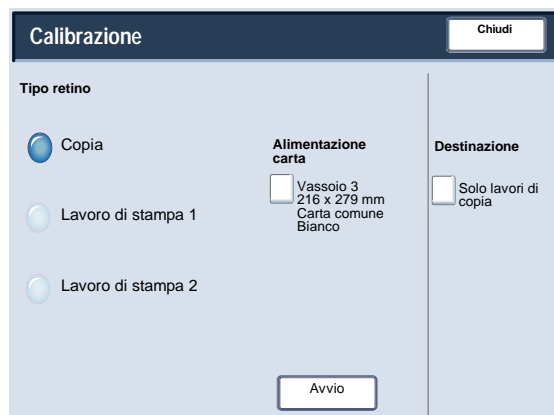 Calibrazione
Chiudi
Tipo retino
Copia
Lavoro di stampa 1
Lavoro di stampa 2
Alimentazione
carta
Vassoio 3
216 x 279 mm
Carta comune
Bianco
Destinazione
Solo lavori di
copia
Avvio